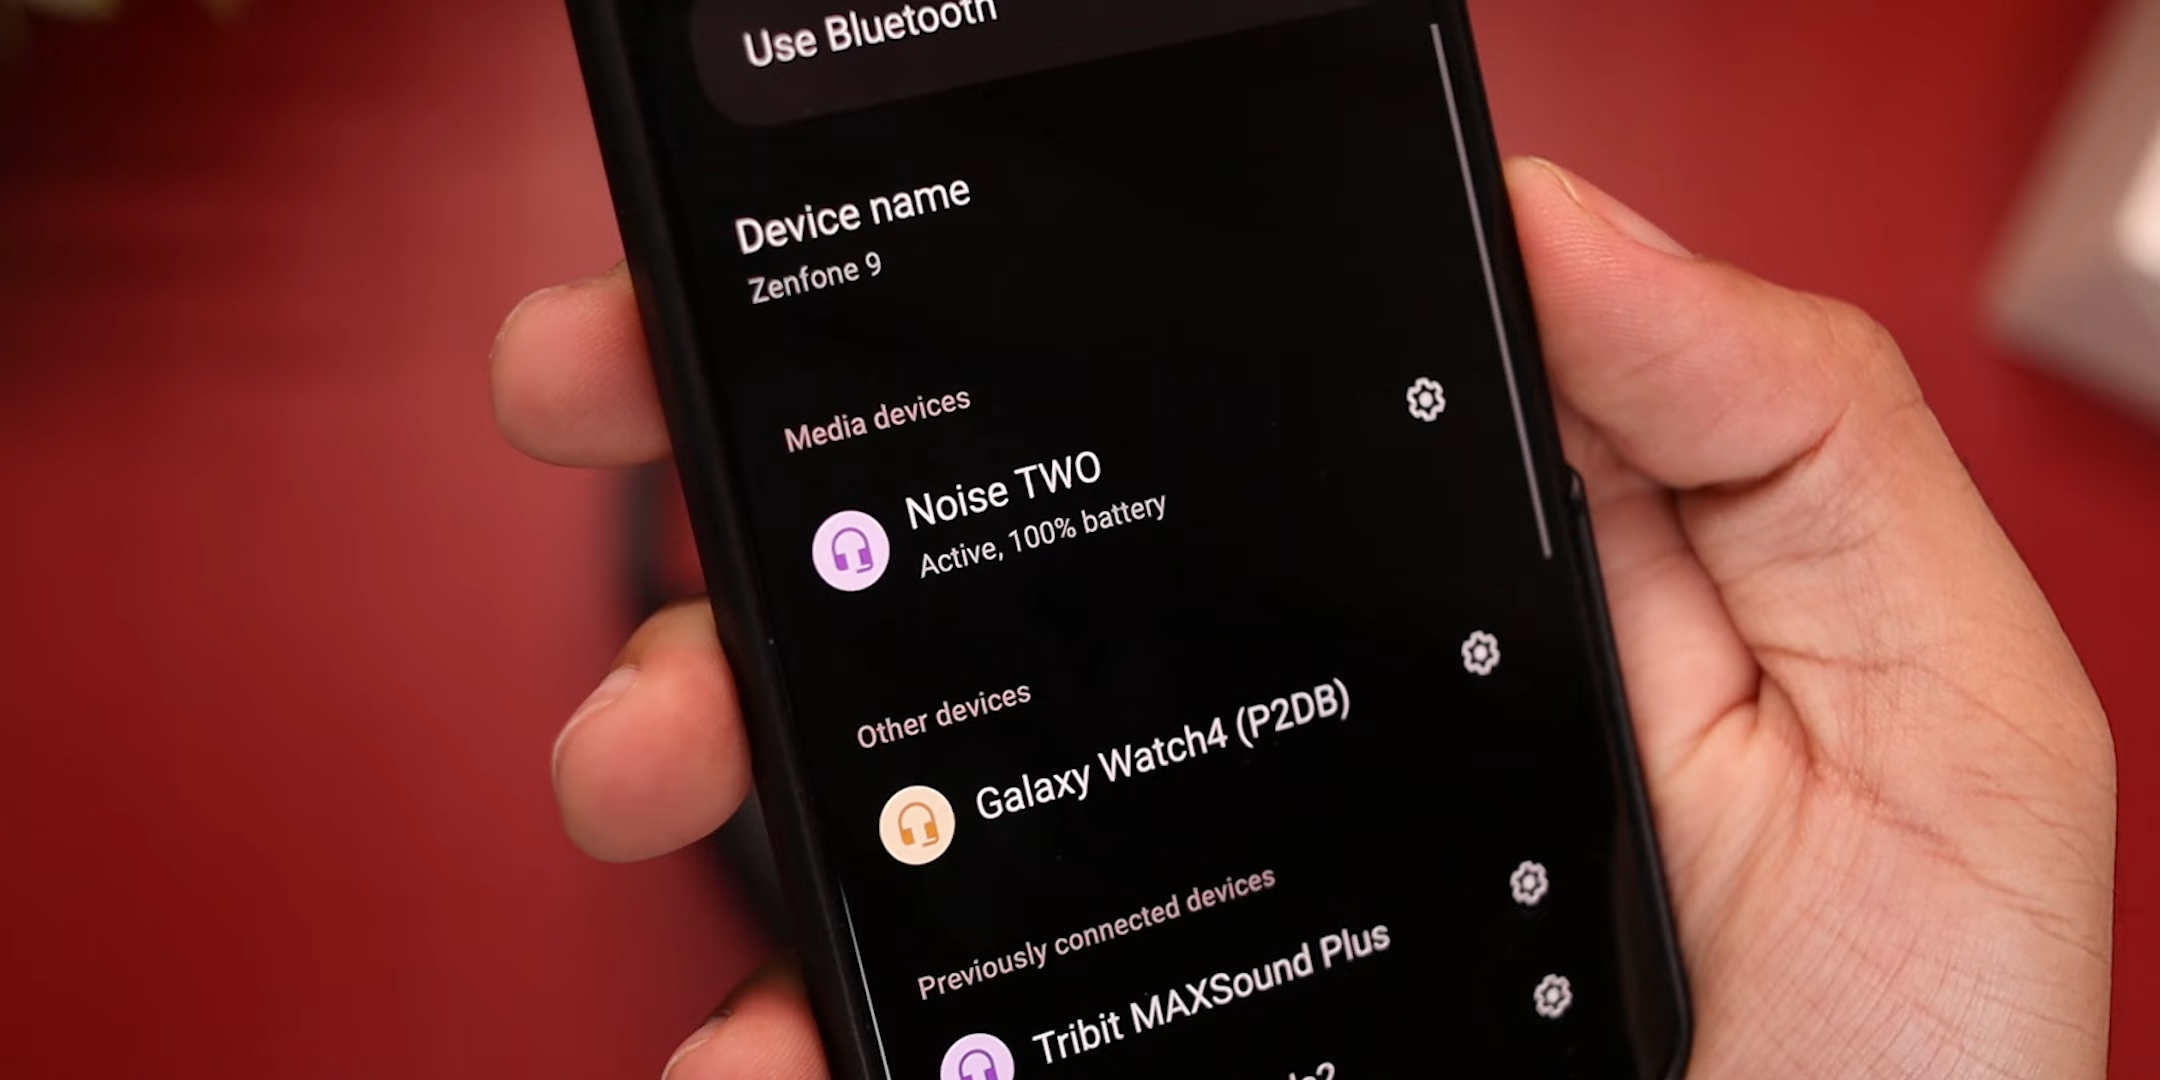 Use Bluetooth
Device name
Zenfone 9
Media devices
Noise TWO
Active, 100% battery
Other devices
Galaxy Watch4 (P2DB)
Previously connected devices
Tribit MAXSound Plus